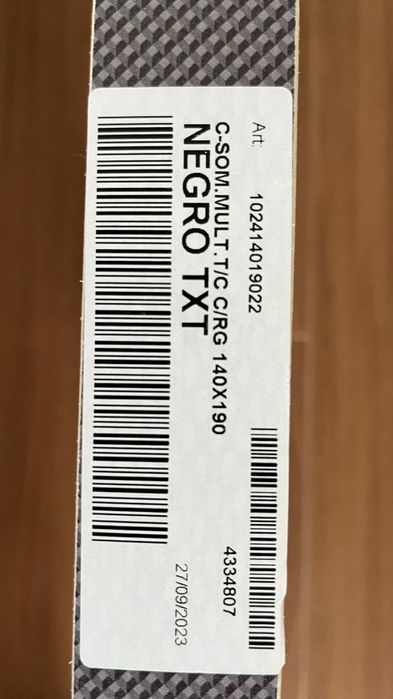 Art: 102414019022
C-SOM.MULT.T/C C/RG 140X190
NEGRO TXT
4334807
27/09/2023